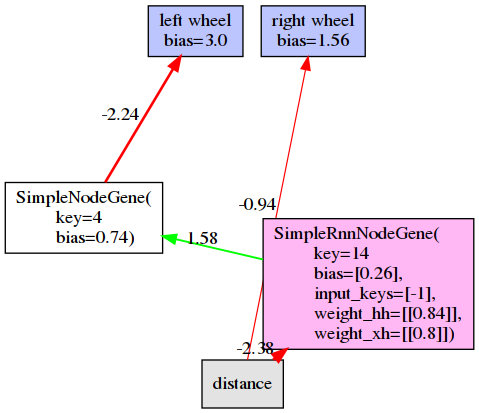 left wheel
bias=3.0
right wheel
bias=1.56
-2.24
-0.94
SimpleNodeGene(
key=4
bias=0.74)
1.58
SimpleRnnNodeGene(
key=14
bias=[0.26],
input_keys=[-1],
weight_hh=[[0.84]],
weight_xh=[[0.8]])
-2.38
distance